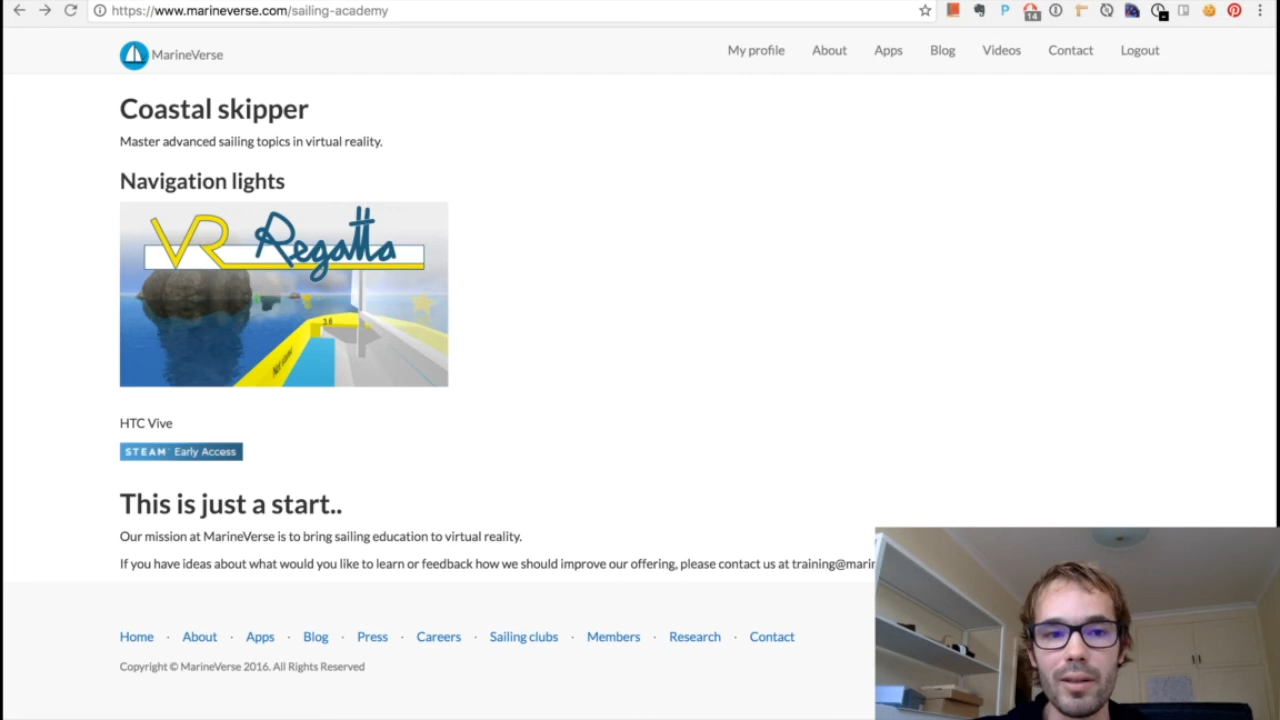 https://www.marineverse.com/sailing-academy
14
MarineVerse
My profile
About
Apps
Blog
Videos
Contact
Logout
Coastal skipper
Master advanced sailing topics in virtual reality.
Navigation lights
VR Regatta
3.6
HTC Vive
STEAM Early Access
This is just a start..
Our mission at MarineVerse is to bring sailing education to virtual reality.
If you have ideas about what would you like to learn or feedback how we should improve our offering, please contact us at
Home · About · Apps · Blog · Press · Careers · Sailing clubs · Members · Research · Contact
Copyright © MarineVerse 2016. All Rights Reserved